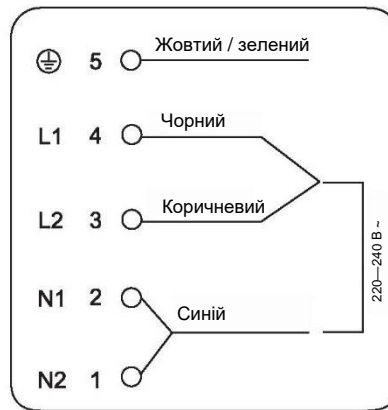 5 Жовтий / зелений
L1 4 Чорний
L2 3 Коричневий
N1 2
Синій
N2 1
220—240 В ~